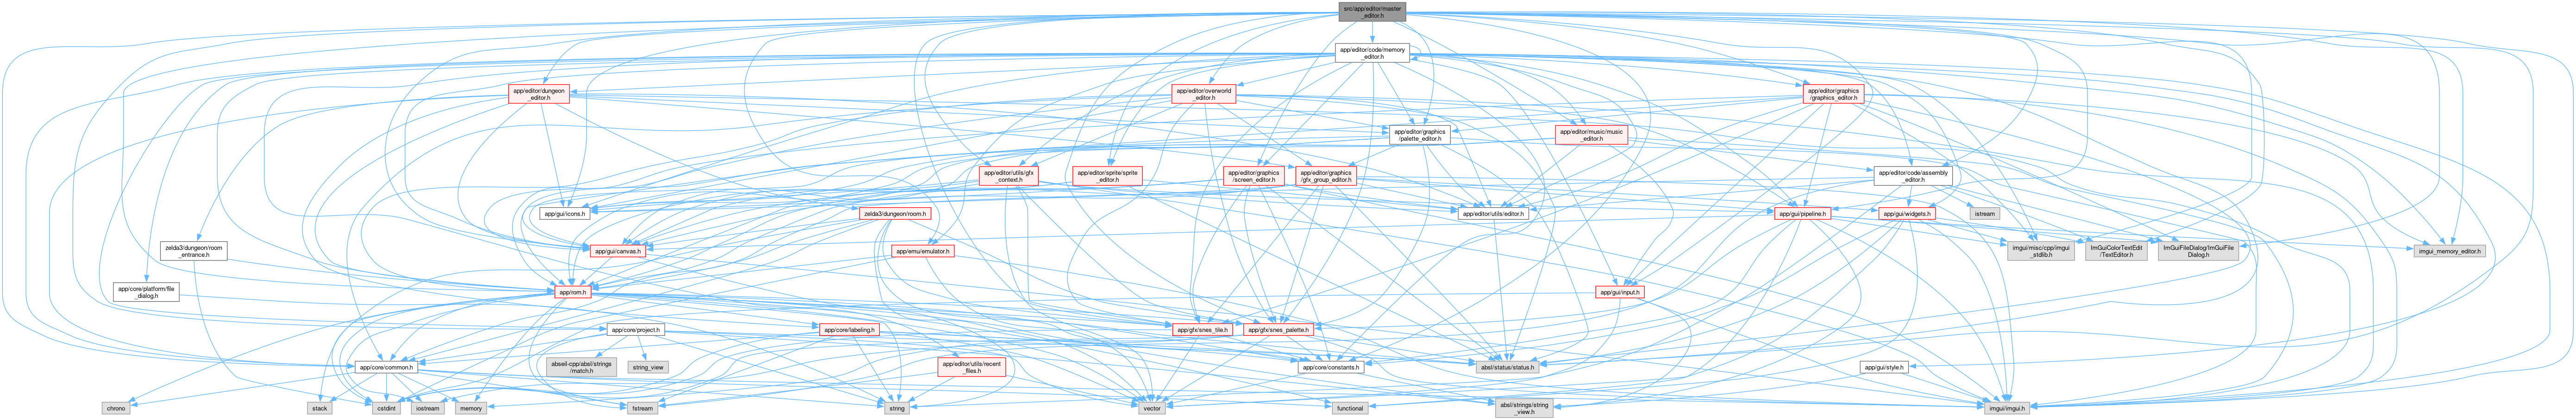 src/app/editor/master
_editor.h
app/editor/code/memory
_editor.h
app/editor/dungeon
_editor.h
app/editor/overworld
_editor.h
app/editor/graphics
/graphics_editor.h
app/editor/graphics
/palette_editor.h
app/editor/music/music
_editor.h
app/editor/utils/gfx
_context.h
app/editor/sprite/sprite
_editor.h
app/editor/graphics
/screen_editor.h
app/editor/graphics
/gfx_group_editor.h
app/editor/code/assembly
_editor.h
app/gui/icons.h
zelda3/dungeon/room.h
app/editor/utils/editor.h
app/gui/pipeline.h
app/gui/widgets.h
istream
zelda3/dungeon/room
_entrance.h
app/gui/canvas.h
app/emu/emulator.h
imgui/misc/cpp/imgui
_stdlib.h
ImGuiColorTextEdit
/TextEditor.h
ImGuiFileDialog/ImGuiFile
Dialog.h
imgui_memory_editor.h
app/core/platform/file
_dialog.h
app/rom.h
app/gui/input.h
app/core/project.h
app/core/labeling.h
app/gfx/snes_tile.h
app/gfx/snes_palette.h
app/core/common.h
abseil-cpp/absl/strings
/match.h
string_view
app/editor/utils/recent
_files.h
app/core/constants.h
absl/status/status.h
app/gui/style.h
chrono
stack
cstdint
iostream
memory
fstream
string
vector
functional
absl/strings/string
_view.h
imgui/imgui.h